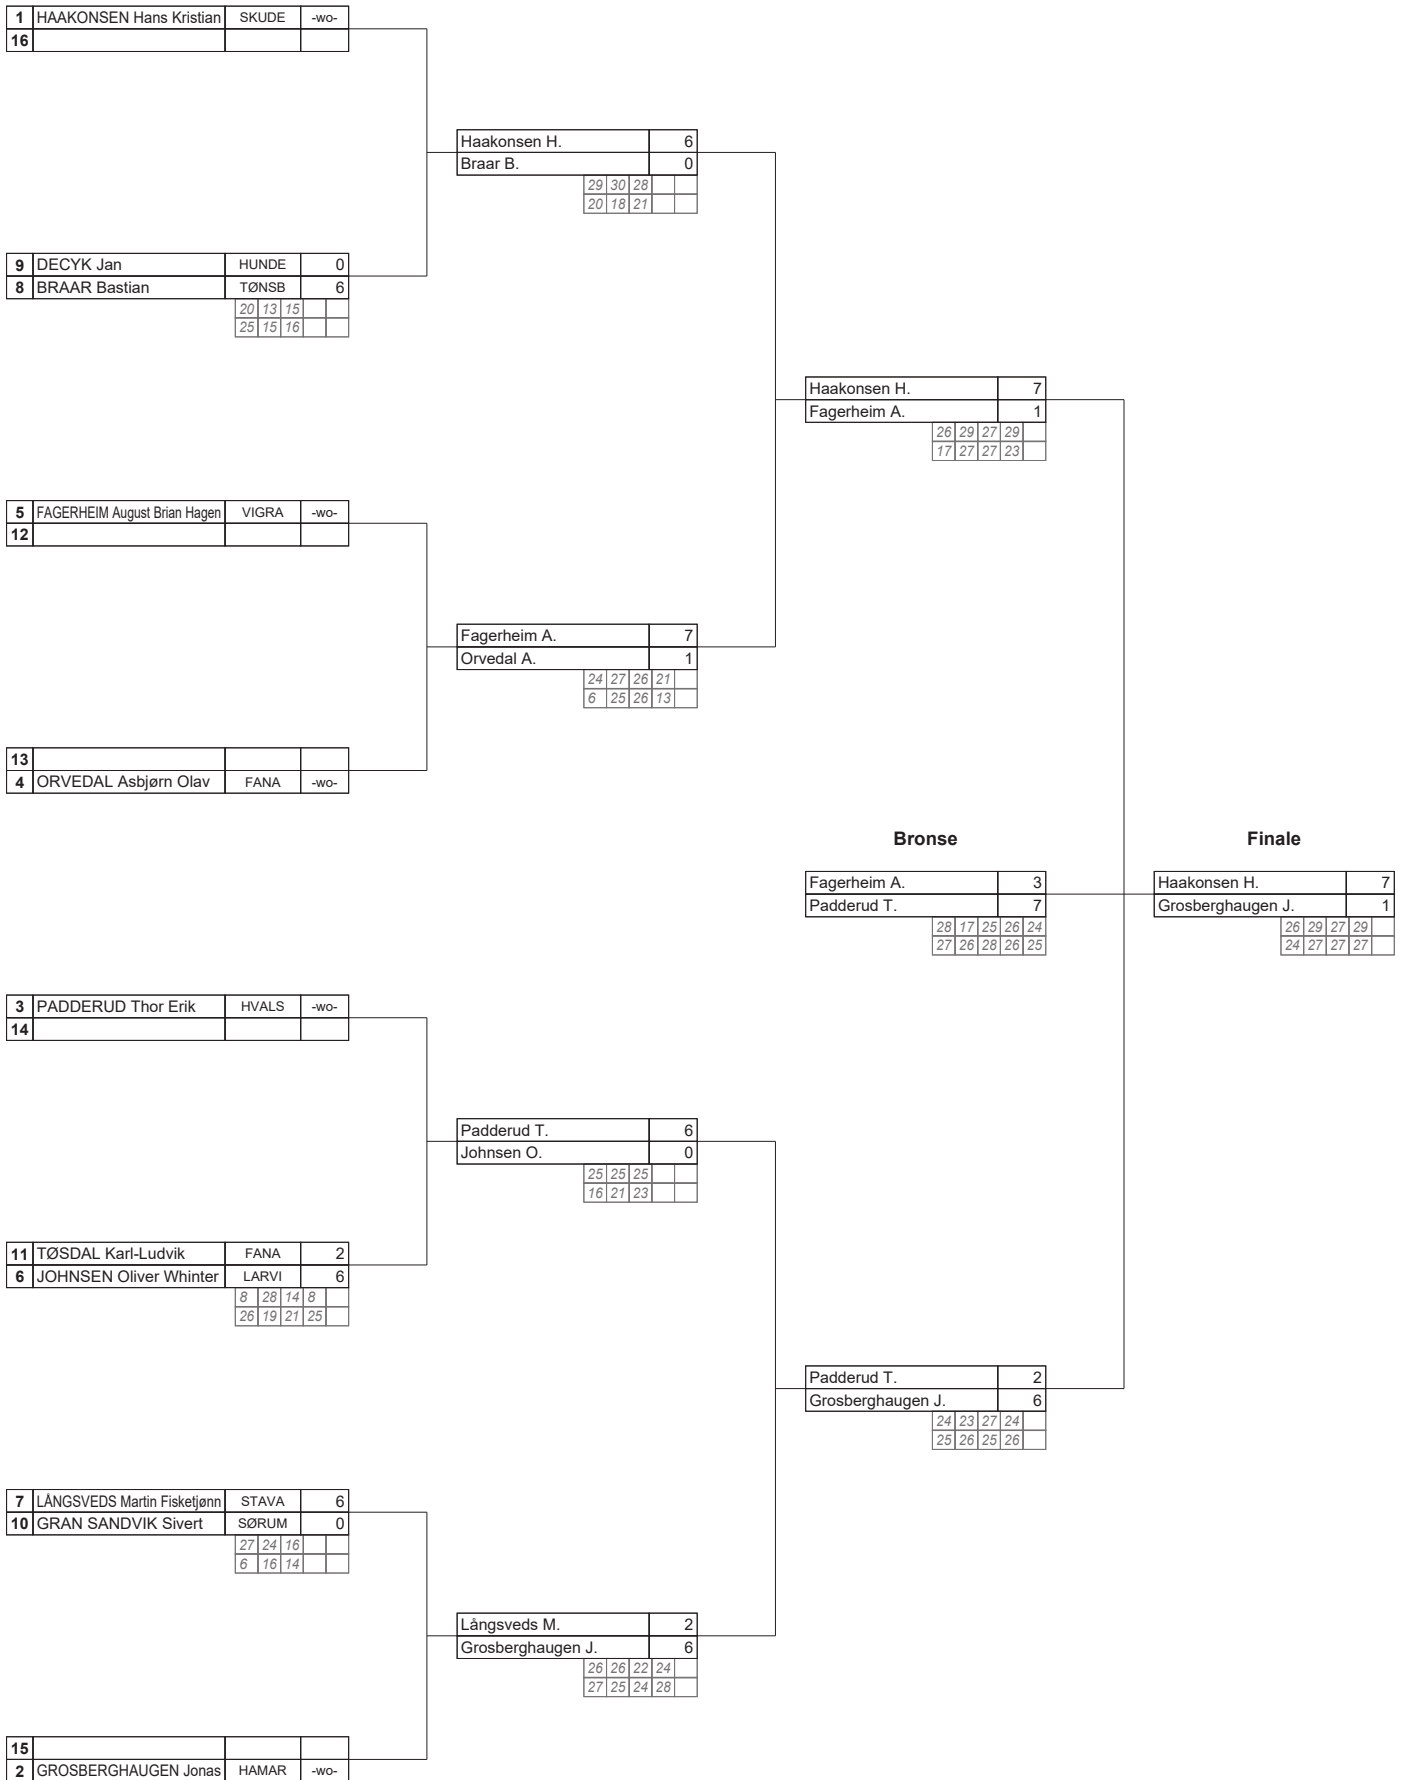 1 HAAKONSEN Hans Kristian SKUDE -wo-
16
Haakonsen H. 6
Braar B. 0
29 30 28
20 18 21
9 DECYK Jan HUNDE 0
8 BRAAR Bastian TØNSB 6
20 13 15
25 15 16
Haakonsen H. 7
Fagerheim A. 1
26 29 27 29
17 27 27 23
5 FAGERHEIM August Brian Hagen VIGRA -wo-
12
Fagerheim A. 7
Orvedal A. 1
24 27 26 21
6 25 26 13
13
4 ORVEDAL Asbjørn Olav FANA -wo-
Bronse Finale
Fagerheim A. 3 Haakonsen H. 7
Padderud T. 7 Grosberghaugen J. 1
28 17 25 26 24 26 29 27 29
27 26 28 26 25 24 27 27 27
3 PADDERUD Thor Erik HVALS -wo-
14
Padderud T. 6
Johnsen O. 0
25 25 25
16 21 23
11 TØSDAL Karl-Ludvik FANA 2
6 JOHNSEN Oliver Whinter LARVI 6
8 28 14 8
26 19 21 25
Padderud T. 2
Grosberghaugen J. 6
24 23 27 24
25 26 25 26
7 LÅNGSVEDS Martin Fisketjønn STAVA 6
10 GRAN SANDVIK Sivert SØRUM 0
27 24 16
6 16 14
Långsveds M. 2
Grosberghaugen J. 6
26 26 22 24
27 25 24 28
15
2 GROSBERGHAUGEN Jonas HAMAR -wo-